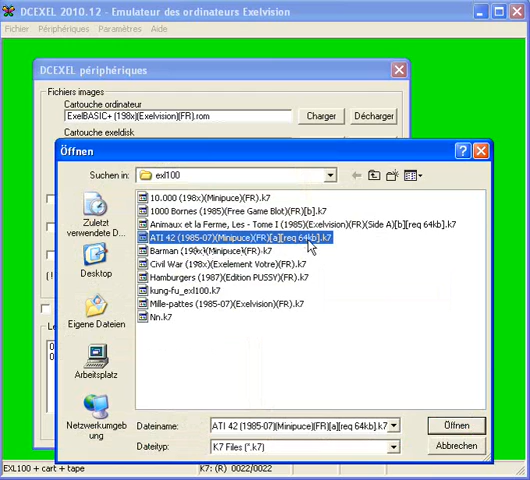 DCEXEL 2010.12 - Emulateur des ordinateurs Exelvision
Fichier Périphériques Paramètres Aide
DCEXEL périphériques
Fichiers images
Cartouche ordinateur
ExelBASIC+ (198x)(Exelvision)(FR).rom
Charger
Décharger
Cartouche exeldisk
Öffnen
Suchen in:
exl100
Zuletzt
verwendete D...
Desktop
Eigene Dateien
Arbeitsplatz
Netzwerkumgeb
ung
10.000 (198x)(Minipuce)(FR).k7
1000 Bornes (1985)(Free Game Blot)(FR)[b].k7
Animaux et la Ferme, Les - Tome I (1985)(Exelvision)(FR)(Side A)[b][req 64kb].k7
ATI 42 (1985-07)(Minipuce)(FR)[a][req 64kb].k7
Barman (198x)(Minipuce)(FR).k7
Civil War (198x)(Exelement Votre)(FR).k7
Hamburgers (1987)(Edition PUSSY)(FR).k7
kung-fu_exl100.k7
Mille-pattes (1985-07)(Exelvision)(FR).k7
Nn.k7
Dateiname:
ATI 42 (1985-07)(Minipuce)(FR)[a][req 64kb].k7
Öffnen
Dateityp:
K7 Files (*.k7)
Abbrechen
EXL100 + cart + tape
K7: (R) 0022/0022